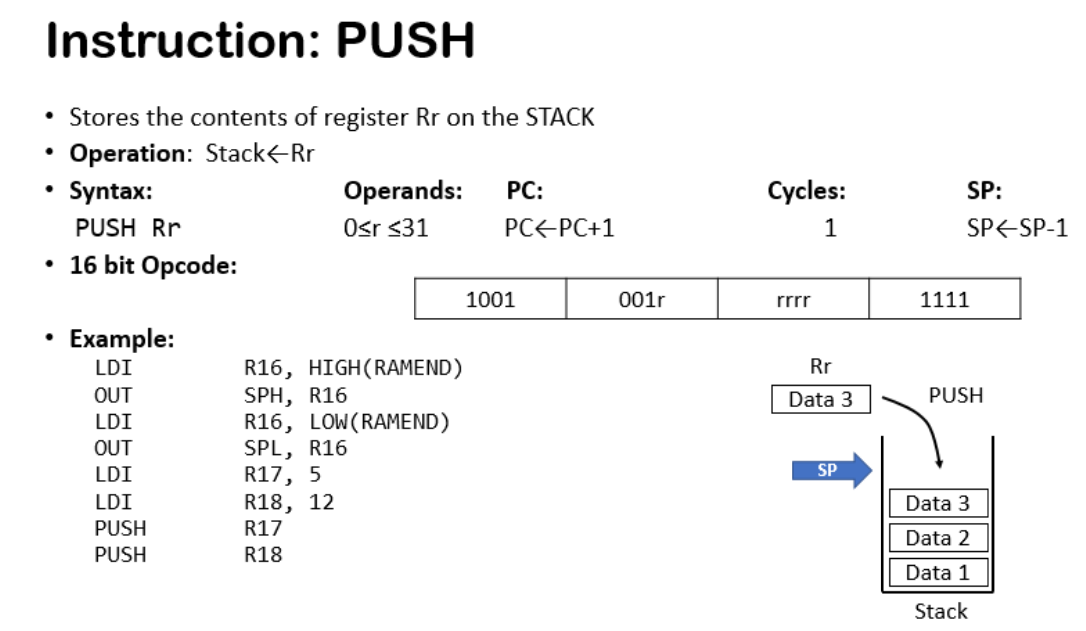 Instruction: PUSH
• Stores the contents of register Rr on the STACK
• Operation: Stack←Rr
• Syntax: Operands: PC: Cycles: SP:
PUSH Rr 0≤r ≤31 PC←PC+1 1 SP←SP-1
• 16 bit Opcode:
1001 001r rrrr 1111
• Example:
LDI R16, HIGH(RAMEND)
OUT SPH, R16
LDI R16, LOW(RAMEND)
OUT SPL, R16
LDI R17, 5
LDI R18, 12
PUSH R17
PUSH R18
Rr
Data 3
PUSH
SP
Data 3
Data 2
Data 1
Stack